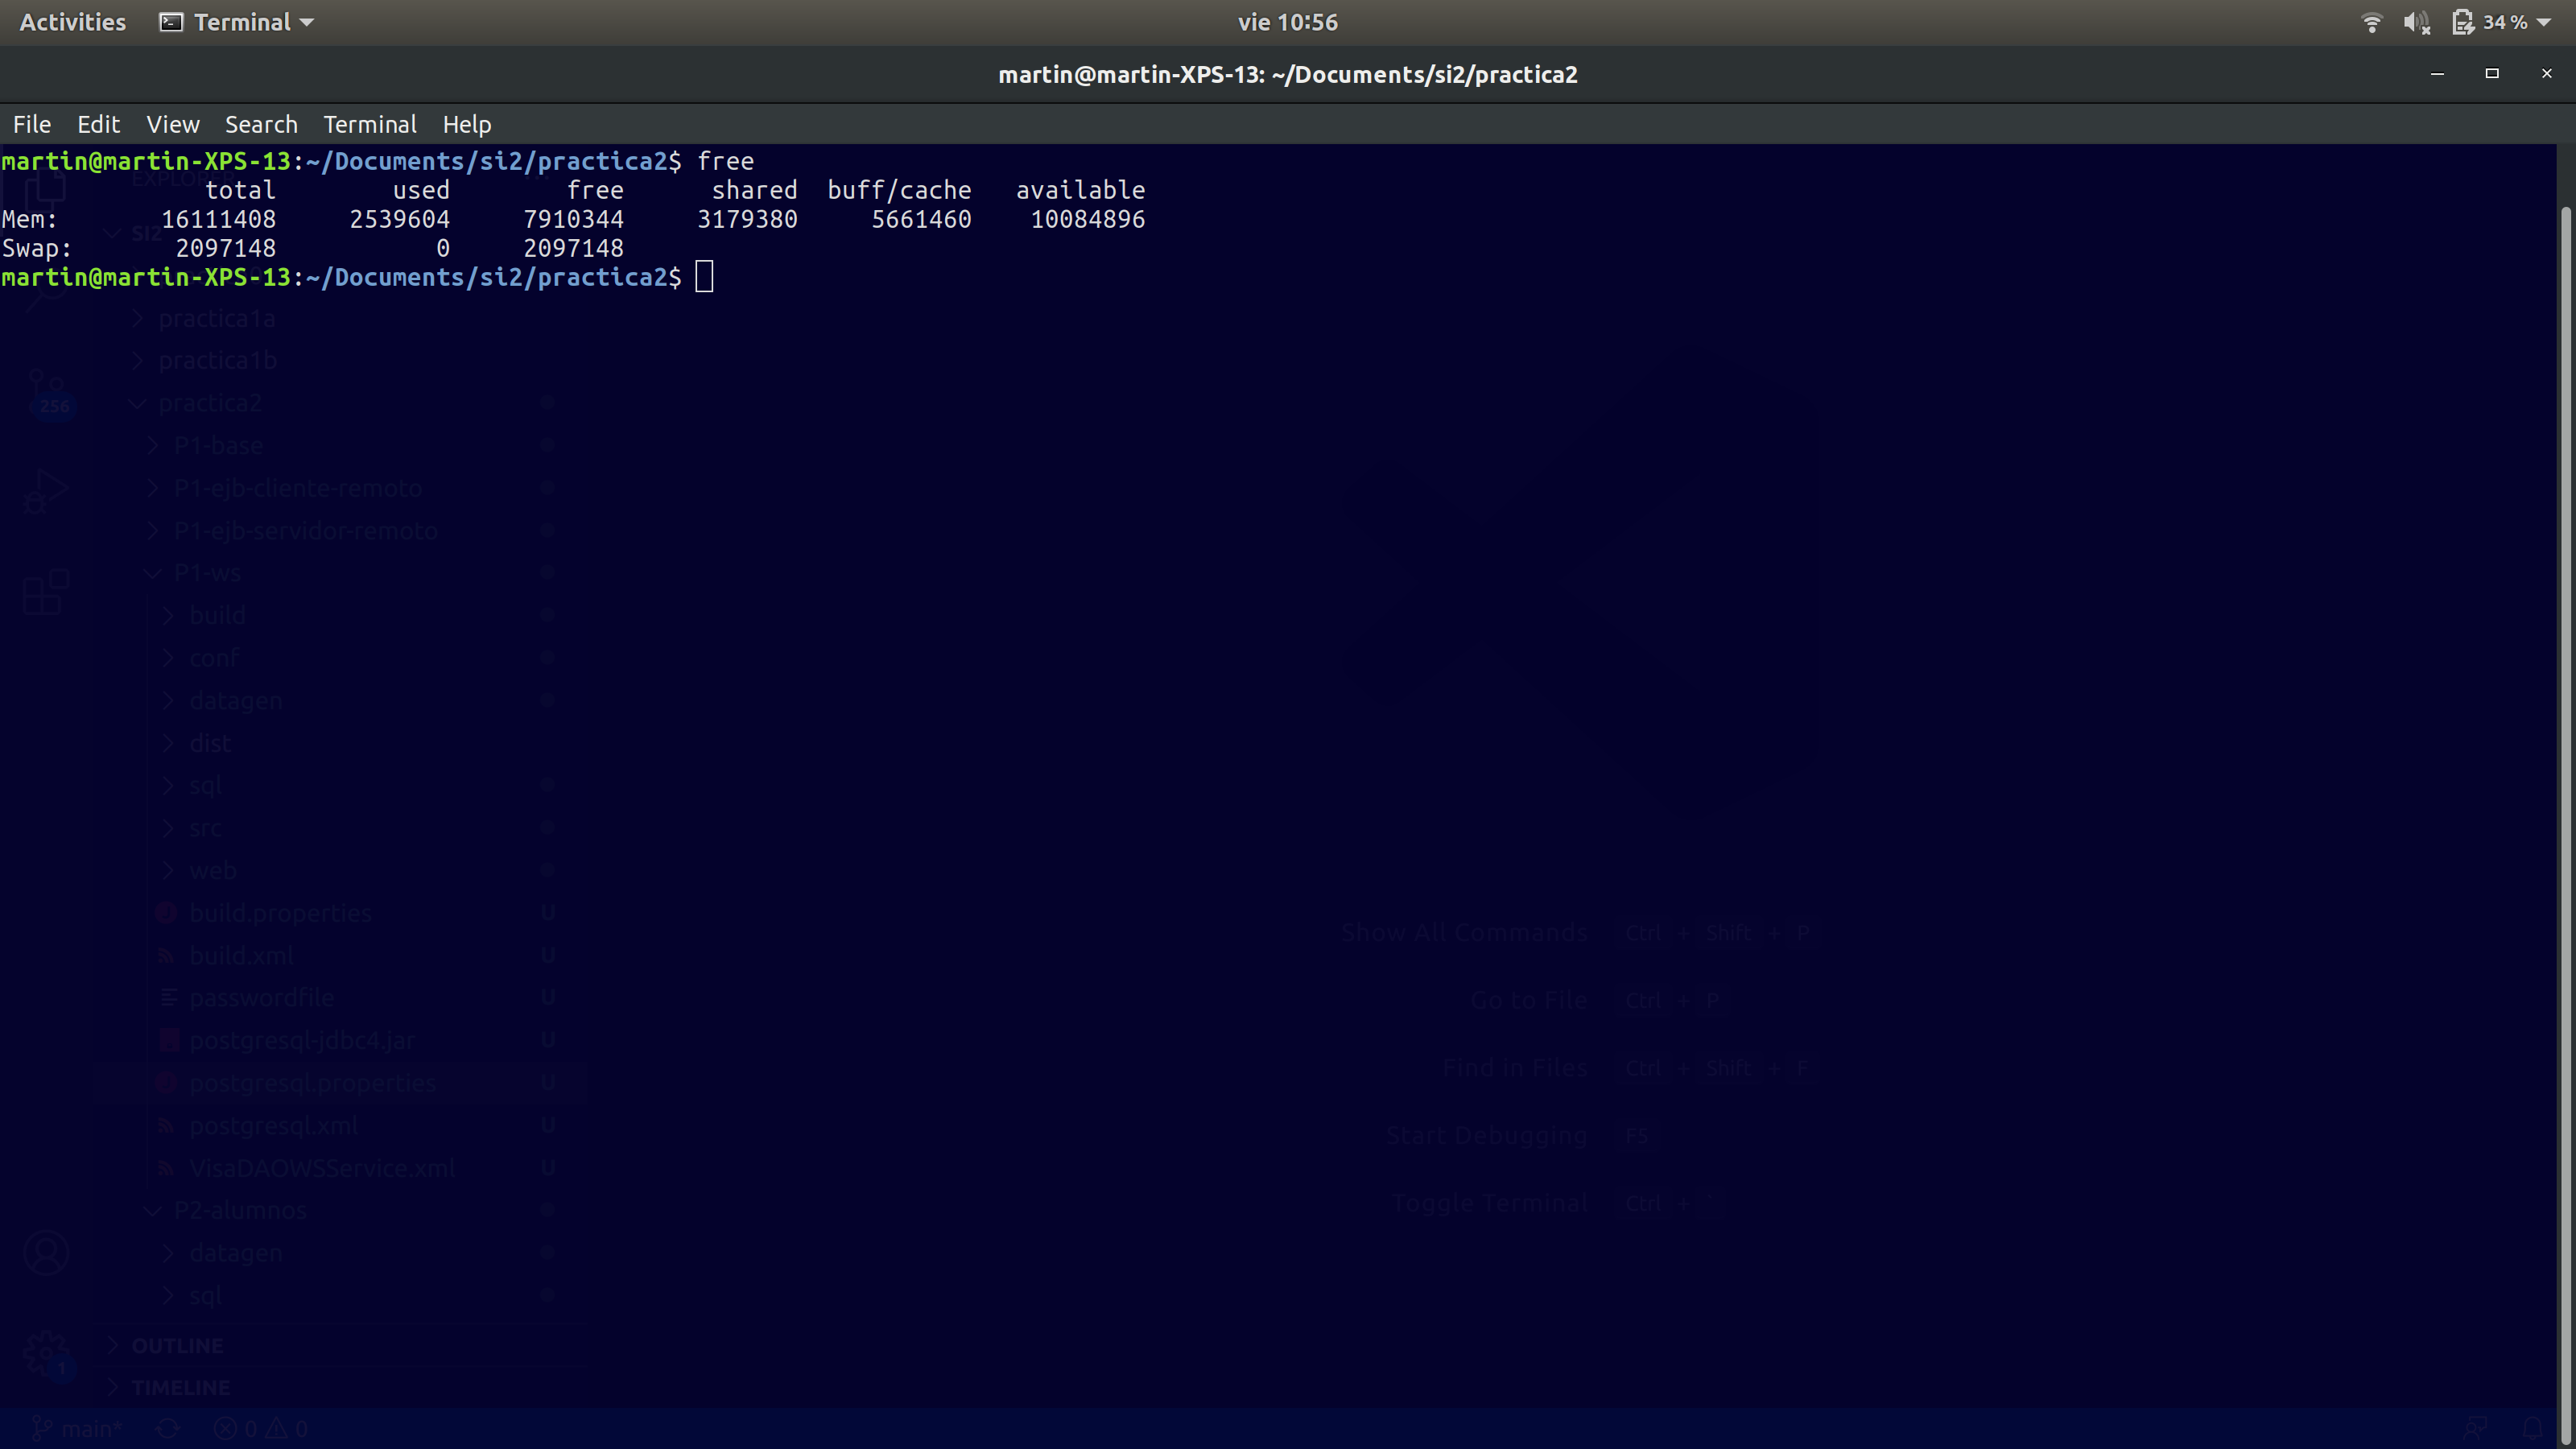 Activities Terminal vie 10:56 34 %
martin@martin-XPS-13: ~/Documents/si2/practica2
File Edit View Search Terminal Help
martin@martin-XPS-13:~/Documents/si2/practica2$ free
EXPLORER
total used free shared buff/cache available
Mem: 16111408 2539604 7910344 3179380 5661460 10084896
SI2
Swap: 2097148 0 2097148
martin@martin-XPS-13:~/Documents/si2/practica2$
practica1a
practica1b
256
practica2
P1-base
P1-ejb-cliente-remoto
P1-ejb-servidor-remoto
P1-ws
build
conf
datagen
dist
sql
src
web
build.properties U
build.xml U
passwordfile U
postgresql-jdbc4.jar U
postgresql.properties U
postgresql.xml U
VisaDAOWSService.xml U
P2-alumnos
datagen
sql
OUTLINE
1
TIMELINE
main* 0 0
Show All Commands Ctrl + Shift + P
Go to File Ctrl + P
Find in Files Ctrl + Shift + F
Start Debugging F5
Toggle Terminal Ctrl + `